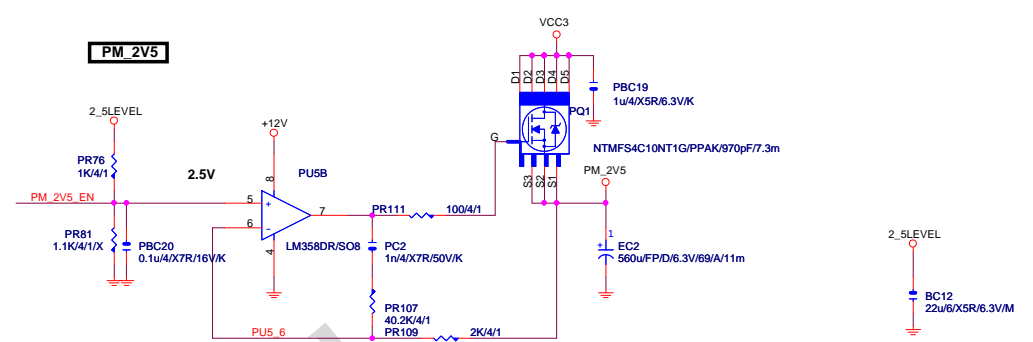 PM_2V5
VCC3
D1
D2
D3
D4
D5
PBC19
1u/4/X5R/6.3V/K
PQ1
G
NTMFS4C10NT1G/PPAK/970pF/7.3m
S3
S2
S1
2_5LEVEL
+12V
PR76
1K/4/1
2.5V
PU5B
8
PM_2V5
PM_2V5_EN
5
+
7
PR111
100/4/1
6
-
LM358DR/SO8
4
PR81
1.1K/4/1/X
PBC20
0.1u/4/X7R/16V/K
PC2
1n/4/X7R/50V/K
1
+
EC2
560u/FP/D/6.3V/69/A/11m
2_5LEVEL
BC12
22u/6/X5R/6.3V/M
PR107
40.2K/4/1
PU5_6
PR109
2K/4/1